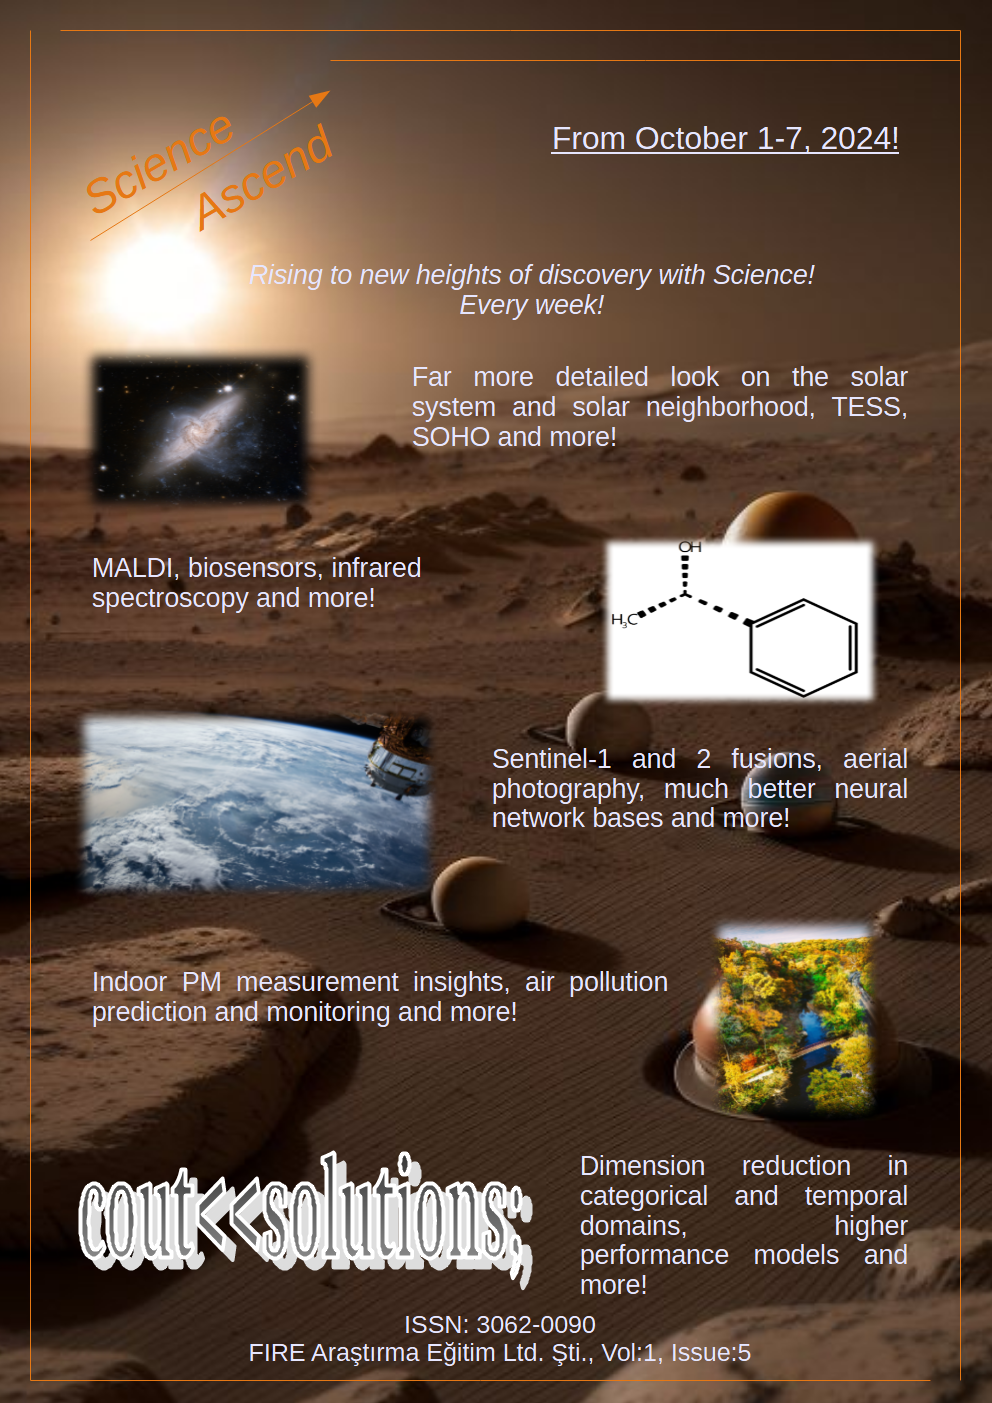 Science
Ascend
From October 1-7, 2024!
Rising to new heights of discovery with Science!
Every week!
Far more detailed look on the solar
system and solar neighborhood, TESS,
SOHO and more!
OH
H3C
MALDI, biosensors, infrared
spectroscopy and more!
Sentinel-1 and 2 fusions, aerial
photography, much better neural
network bases and more!
Indoor PM measurement insights, air pollution
prediction and monitoring and more!
cout<<solutions;
Dimension reduction in
categorical and temporal
domains, higher
performance models and
more!
ISSN: 3062-0090
FIRE Araştırma Eğitim Ltd. Şti., Vol:1, Issue:5